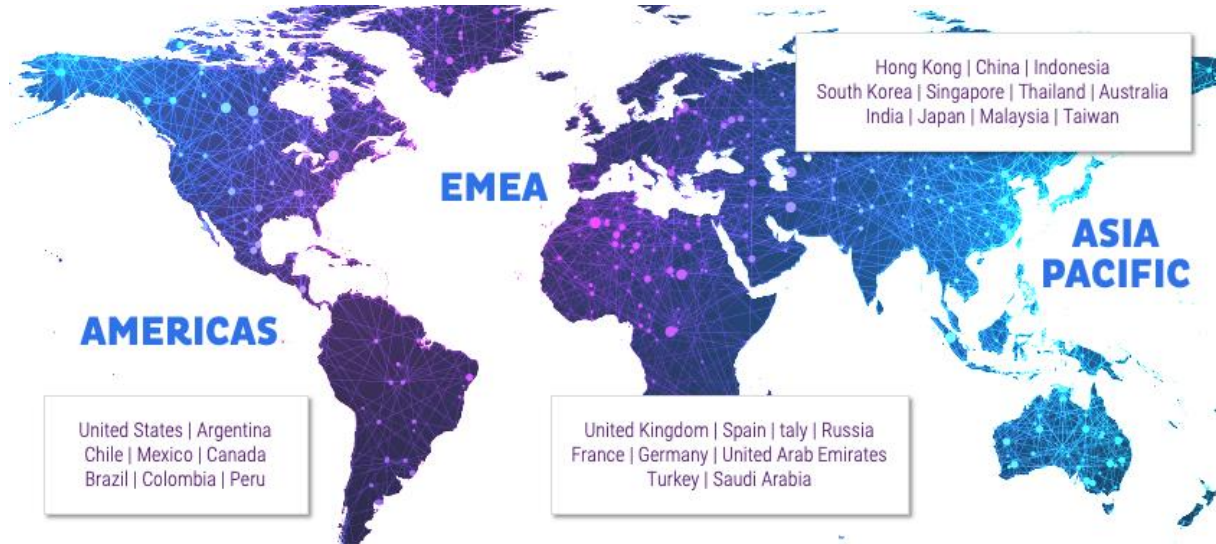 Hong Kong | China | Indonesia
South Korea | Singapore | Thailand | Australia
India | Japan | Malaysia | Taiwan
EMEA
ASIA
PACIFIC
AMERICAS
United States | Argentina
Chile | Mexico | Canada
Brazil | Colombia | Peru
United Kingdom | Spain | taly | Russia
France | Germany | United Arab Emirates
Turkey | Saudi Arabia